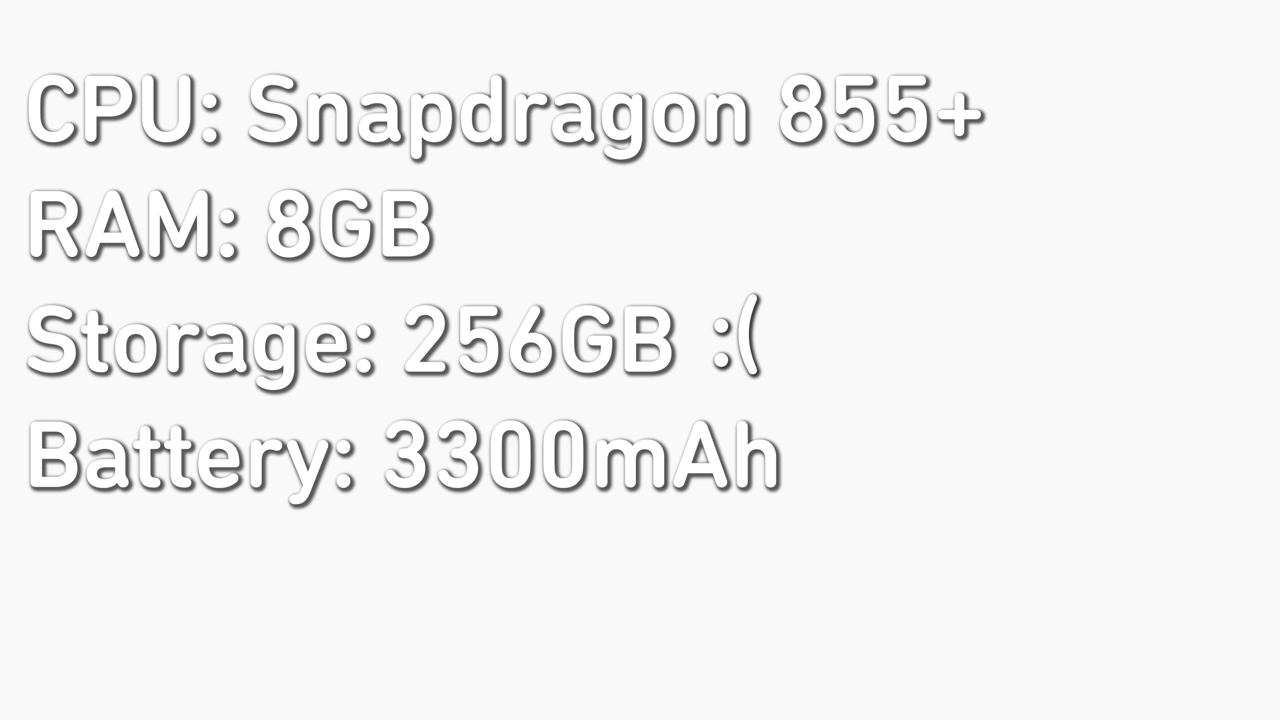 CPU: Snapdragon 855+
RAM: 8GB
Storage: 256GB :(
Battery: 3300mAh